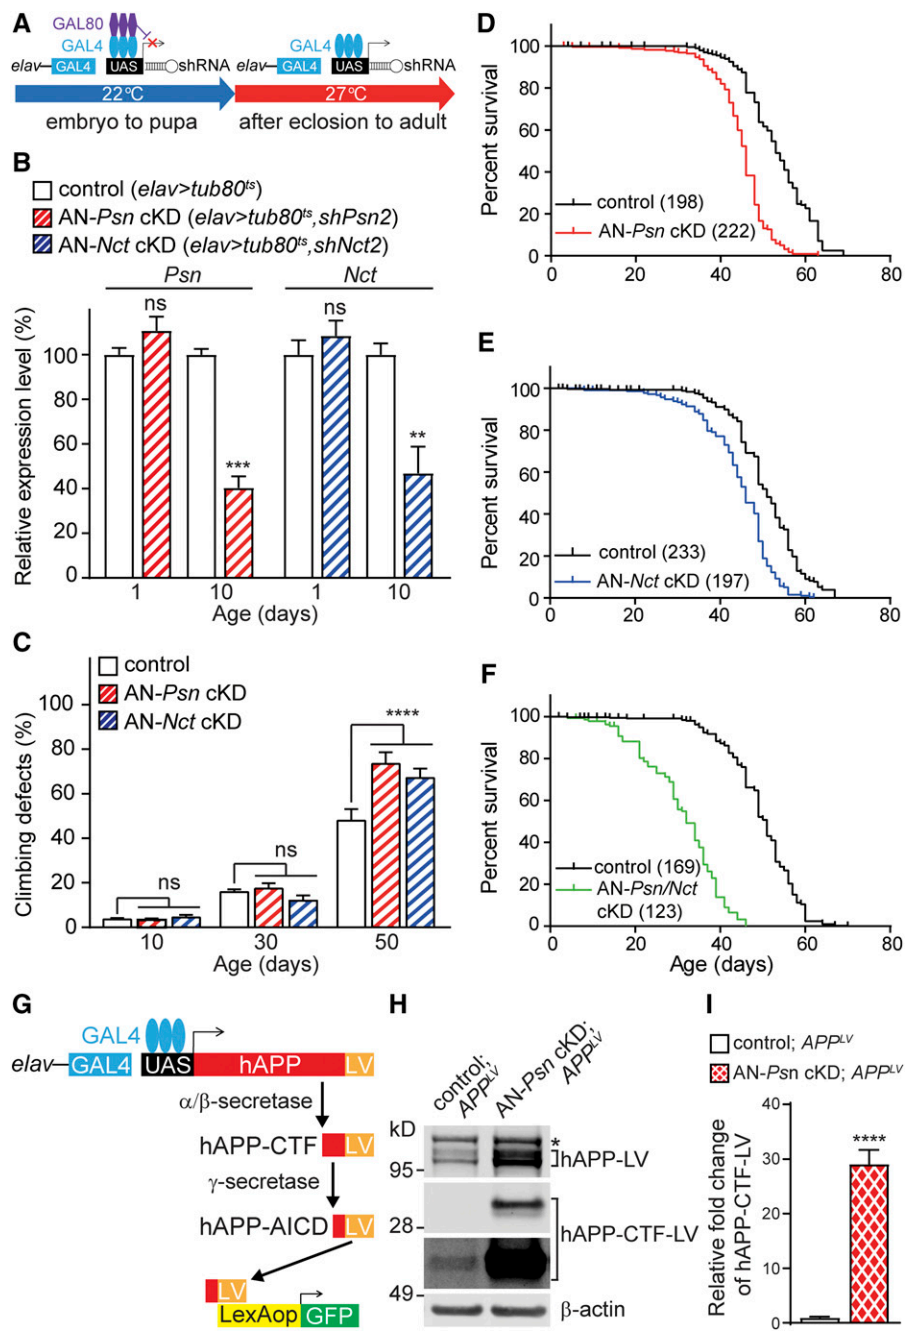 A
GAL80
GAL4
elav GAL4 UAS shRNA
GAL4
elav GAL4 UAS shRNA
22°C
27°C
embryo to pupa
after eclosion to adult
B
control (elav>tub80ts)
AN-Psn cKD (elav>tub80ts,shPsn2)
AN-Nct cKD (elav>tub80ts,shNct2)
Psn
Nct
Relative expression level (%)
100
80
60
40
20
0
ns
***
ns
**
1 10 1 10
Age (days)
C
control
AN-Psn cKD
AN-Nct cKD
Climbing defects (%)
100
80
60
40
20
0
ns
ns
****
10 30 50
Age (days)
D
Percent survival
100
80
60
40
20
0
control (198)
AN-Psn cKD (222)
0 20 40 60 80
E
Percent survival
100
80
60
40
20
0
control (233)
AN-Nct cKD (197)
0 20 40 60 80
F
Percent survival
100
80
60
40
20
0
control (169)
AN-Psn/Nct
cKD (123)
0 20 40 60 80
Age (days)
G
GAL4
elav GAL4 UAS hAPP LV
α/β-secretase
hAPP-CTF LV
γ-secretase
hAPP-AICD LV
LV
LexAop GFP
H
control;
APPLV
AN-Psn cKD;
APPLV
kD
95
28
49
*
hAPP-LV
hAPP-CTF-LV
β-actin
I
control; APPLV
AN-Psn cKD; APPLV
Relative fold change
of hAPP-CTF-LV
40
30
20
10
0
****